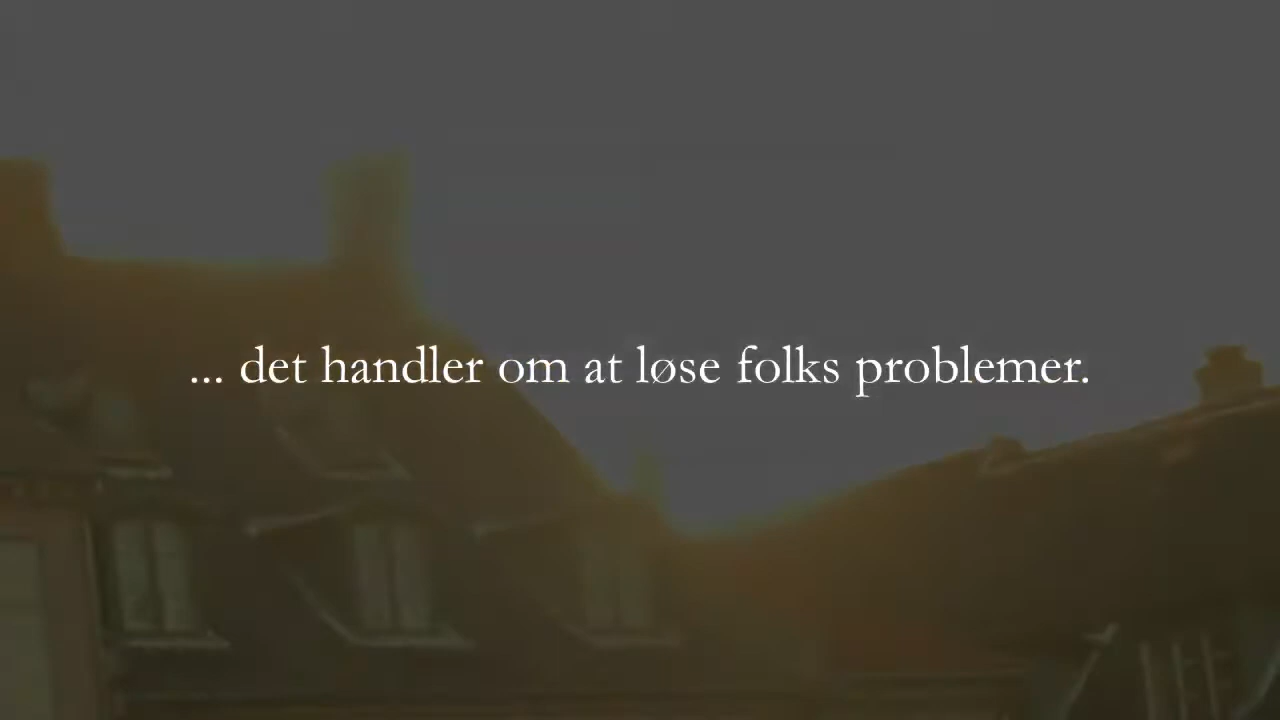 ... det handler om at løse folks problemer.